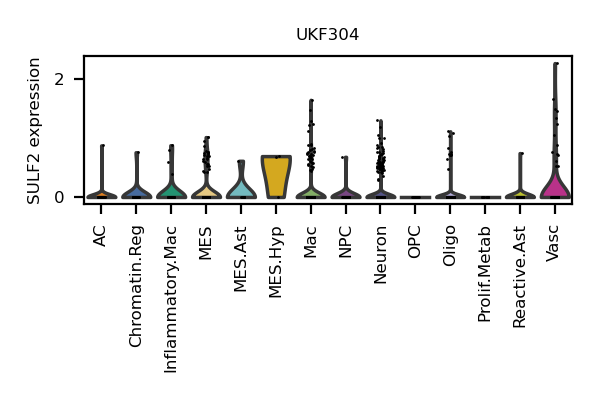 UKF304
SULF2 expression
2
0
AC
Chromatin.Reg
Inflammatory.Mac
MES
MES.Ast
MES.Hyp
Mac
NPC
Neuron
OPC
Oligo
Prolif.Metab
Reactive.Ast
Vasc